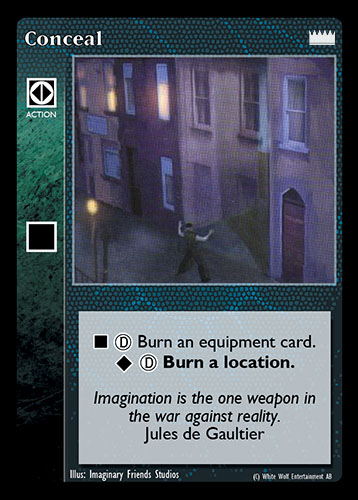 Conceal
ACTION
D Burn an equipment card.
D Burn a location.
Imagination is the one weapon in
the war against reality.
Jules de Gaultier
Illus: Imaginary Friends Studios
(C) White Wolf Entertainment AB